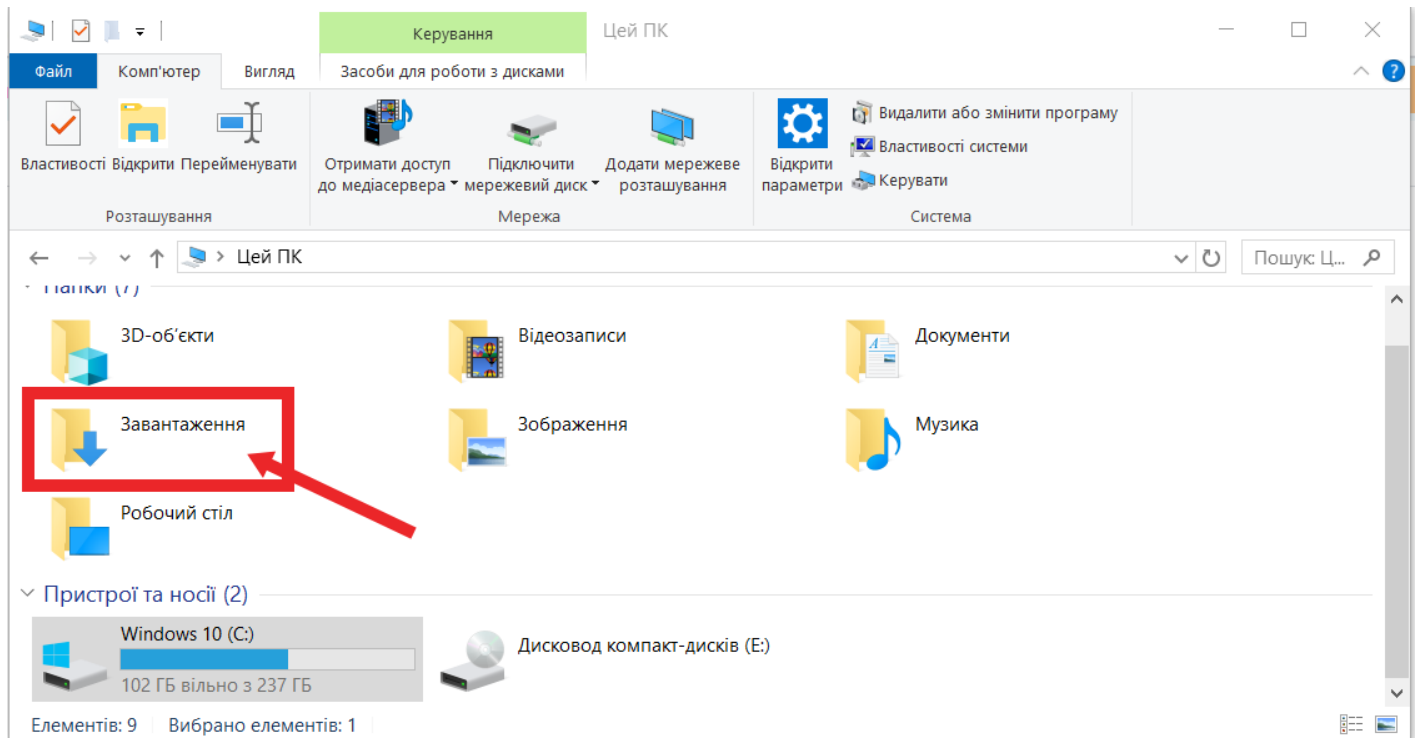 Керування
Цей ПК
Файл
Комп'ютер
Вигляд
Засоби для роботи з дисками
Властивості
Відкрити
Перейменувати
Розташування
Отримати доступ
до медіасервера
Підключити
мережевий диск
Додати мережеве
розташування
Мережа
Відкрити
параметри
Видалити або змінити програму
Властивості системи
Керувати
Система
Цей ПК
Пошук: Ц...
Папки (7)
3D-об'єкти
Відеозаписи
Документи
Завантаження
Зображення
Музика
Робочий стіл
Пристрої та носії (2)
Windows 10 (C:)
102 ГБ вільно з 237 ГБ
Дисковод компакт-дисків (E:)
Елементів: 9
Вибрано елементів: 1